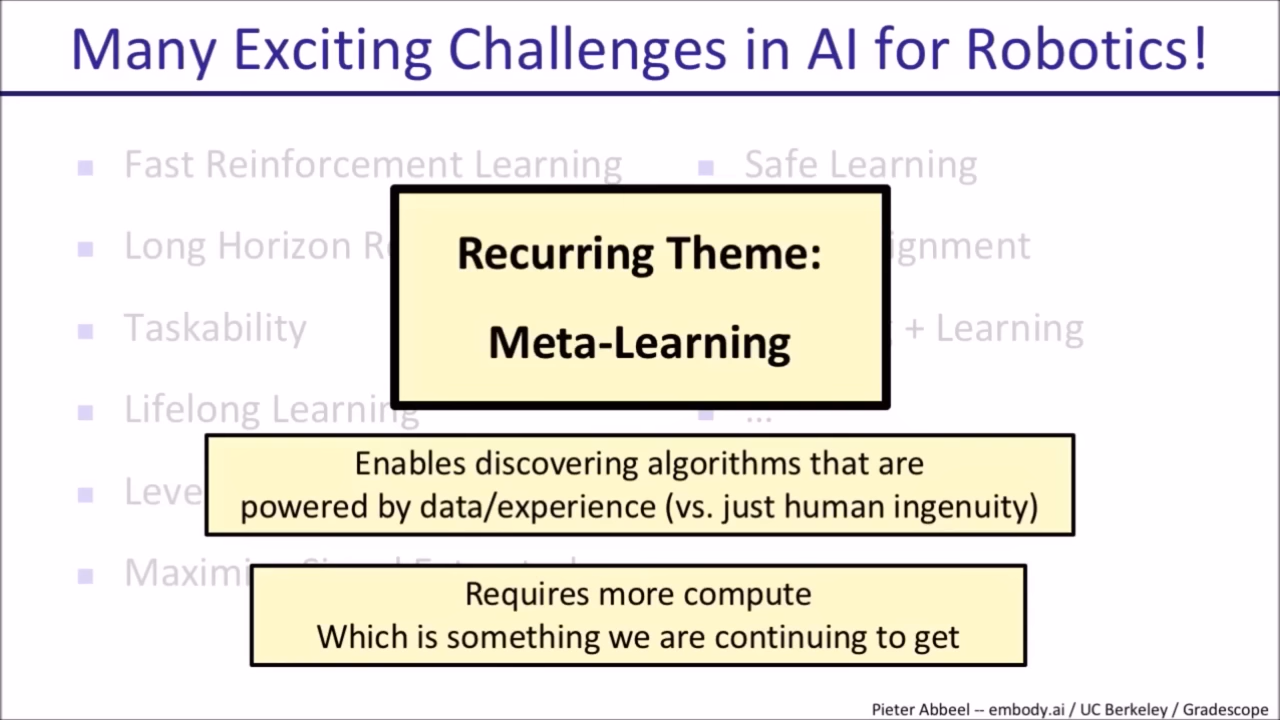 Many Exciting Challenges in AI for Robotics!
Fast Reinforcement Learning
Long Horizon
Taskability
Lifelong Learning
Safe Learning
+ Learning
...
Recurring Theme:
Meta-Learning
Enables discovering algorithms that are
powered by data/experience (vs. just human ingenuity)
Requires more compute
Which is something we are continuing to get
Pieter Abbeel -- embody.ai / UC Berkeley / Gradescope